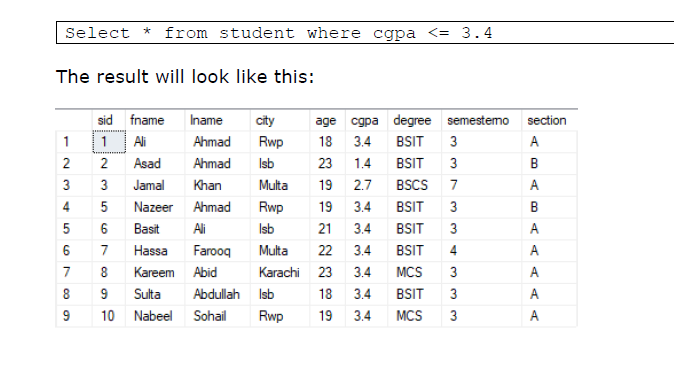 Select * from student where cgpa <= 3.4
The result will look like this:
sid fname lname city age cgpa degree semesterno section
1 1 Ali Ahmad Rwp 18 3.4 BSIT 3 A
2 2 Asad Ahmad Isb 23 1.4 BSIT 3 B
3 3 Jamal Khan Multa 19 2.7 BSCS 7 A
4 5 Nazeer Ahmad Rwp 19 3.4 BSIT 3 B
5 6 Basit Ali Isb 21 3.4 BSIT 3 A
6 7 Hassa Farooq Multa 22 3.4 BSIT 4 A
7 8 Kareem Abid Karachi 23 3.4 MCS 3 A
8 9 Sulta Abdullah Isb 18 3.4 BSIT 3 A
9 10 Nabeel Sohail Rwp 19 3.4 MCS 3 A